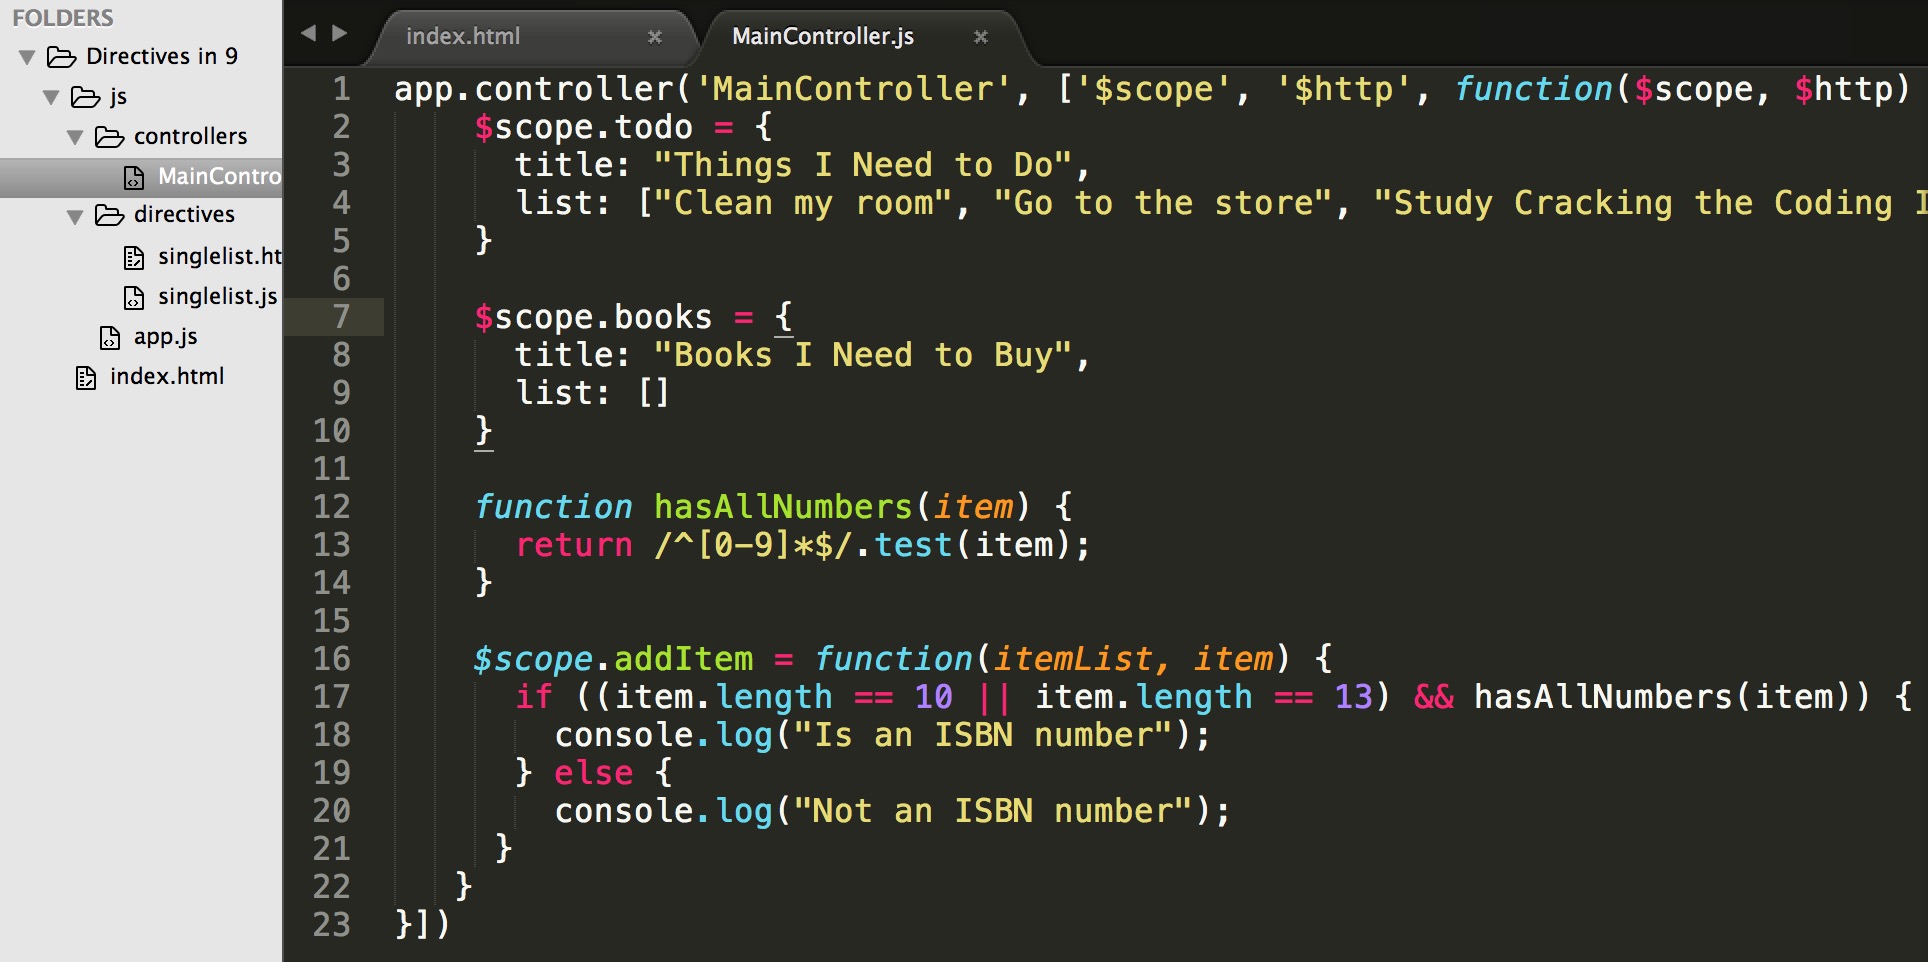 FOLDERS
Directives in 9
js
controllers
MainContro
directives
singlelist.ht
singlelist.js
app.js
index.html
index.html ×
MainController.js ×
1 app.controller('MainController', ['$scope', '$http', function($scope, $http)
2 $scope.todo = {
3 title: "Things I Need to Do",
4 list: ["Clean my room", "Go to the store", "Study Cracking the Coding I
5 }
6
7 $scope.books = {
8 title: "Books I Need to Buy",
9 list: []
10 }
11
12 function hasAllNumbers(item) {
13 return /^[0-9]*$/.test(item);
14 }
15
16 $scope.addItem = function(itemList, item) {
17 if ((item.length == 10 || item.length == 13) && hasAllNumbers(item)) {
18 console.log("Is an ISBN number");
19 } else {
20 console.log("Not an ISBN number");
21 }
22 }
23 }])